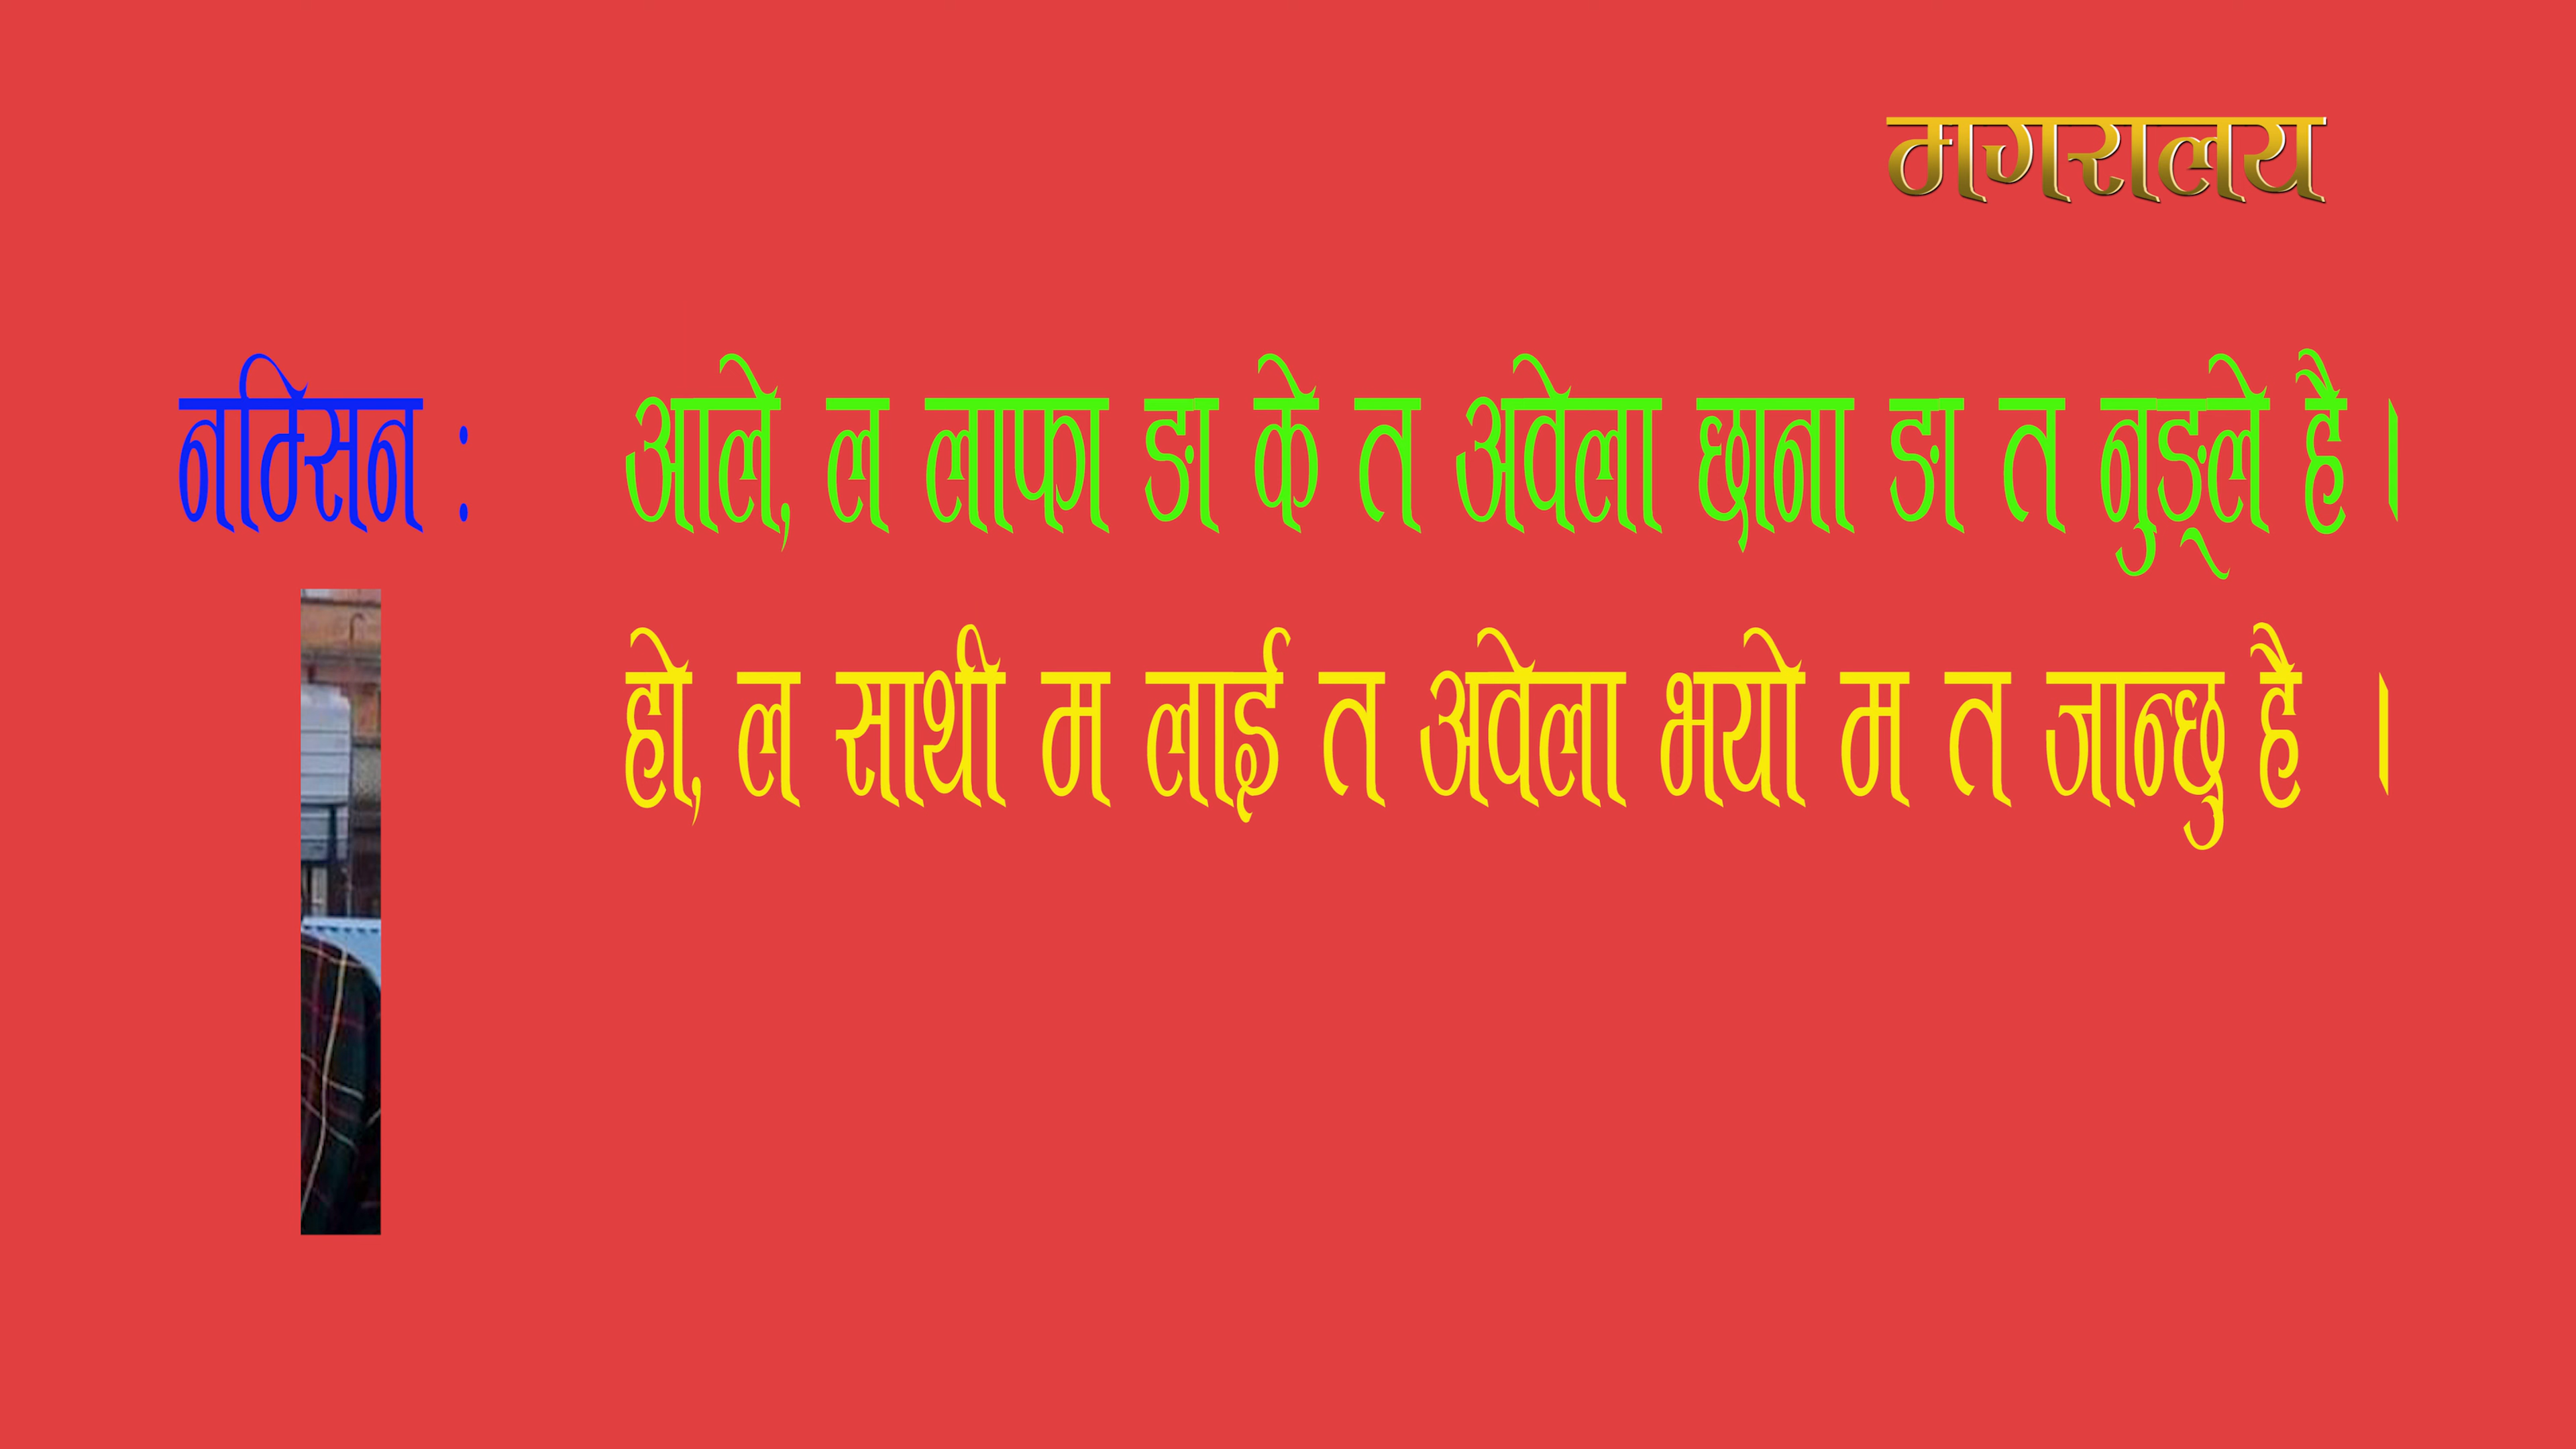 मगरालय
नम्सिन : आले, ल लाफा ङा के त अवेला छाना ङा त नुङ्ले है ।
हो, ल साथी म लाई त अवेला भयो म त जान्छु है ।